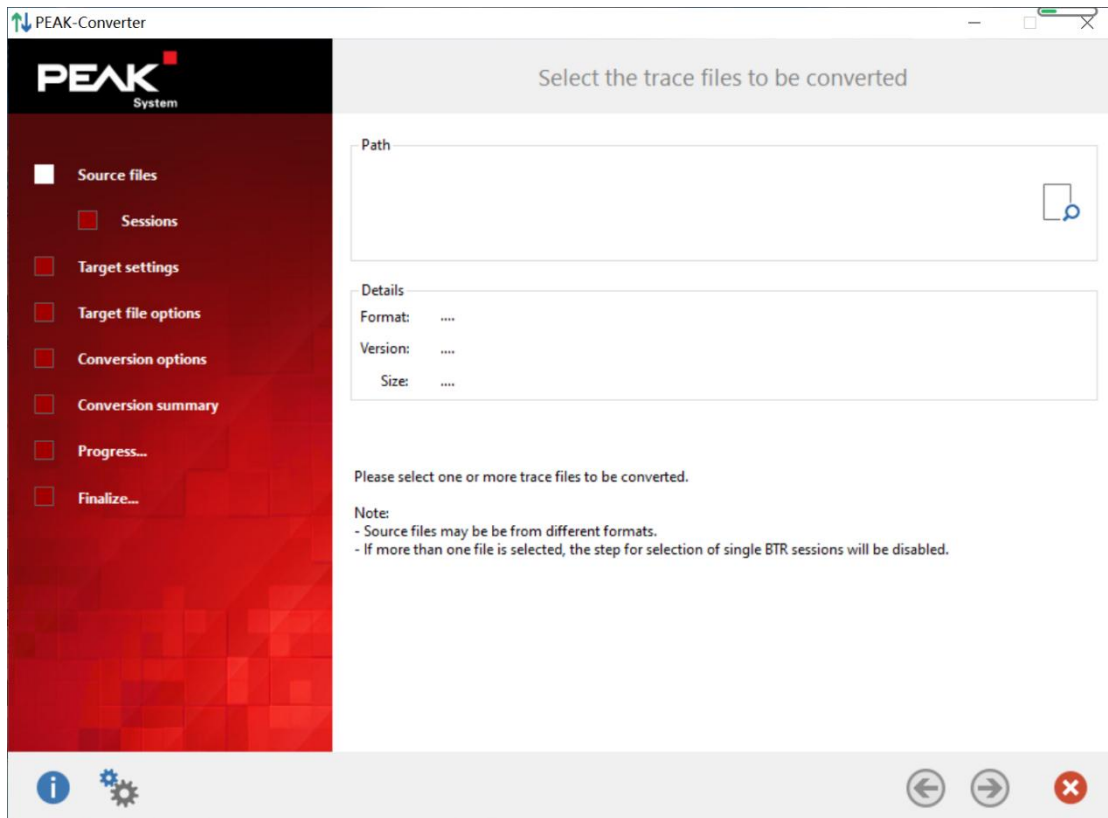 PEAK-Converter
PEAK
System
Select the trace files to be converted
Source files
Sessions
Target settings
Target file options
Conversion options
Conversion summary
Progress...
Finalize...
Path
Details
Format: ....
Version: ....
Size: ....
Please select one or more trace files to be converted.
Note:
- Source files may be be from different formats.
- If more than one file is selected, the step for selection of single BTR sessions will be disabled.